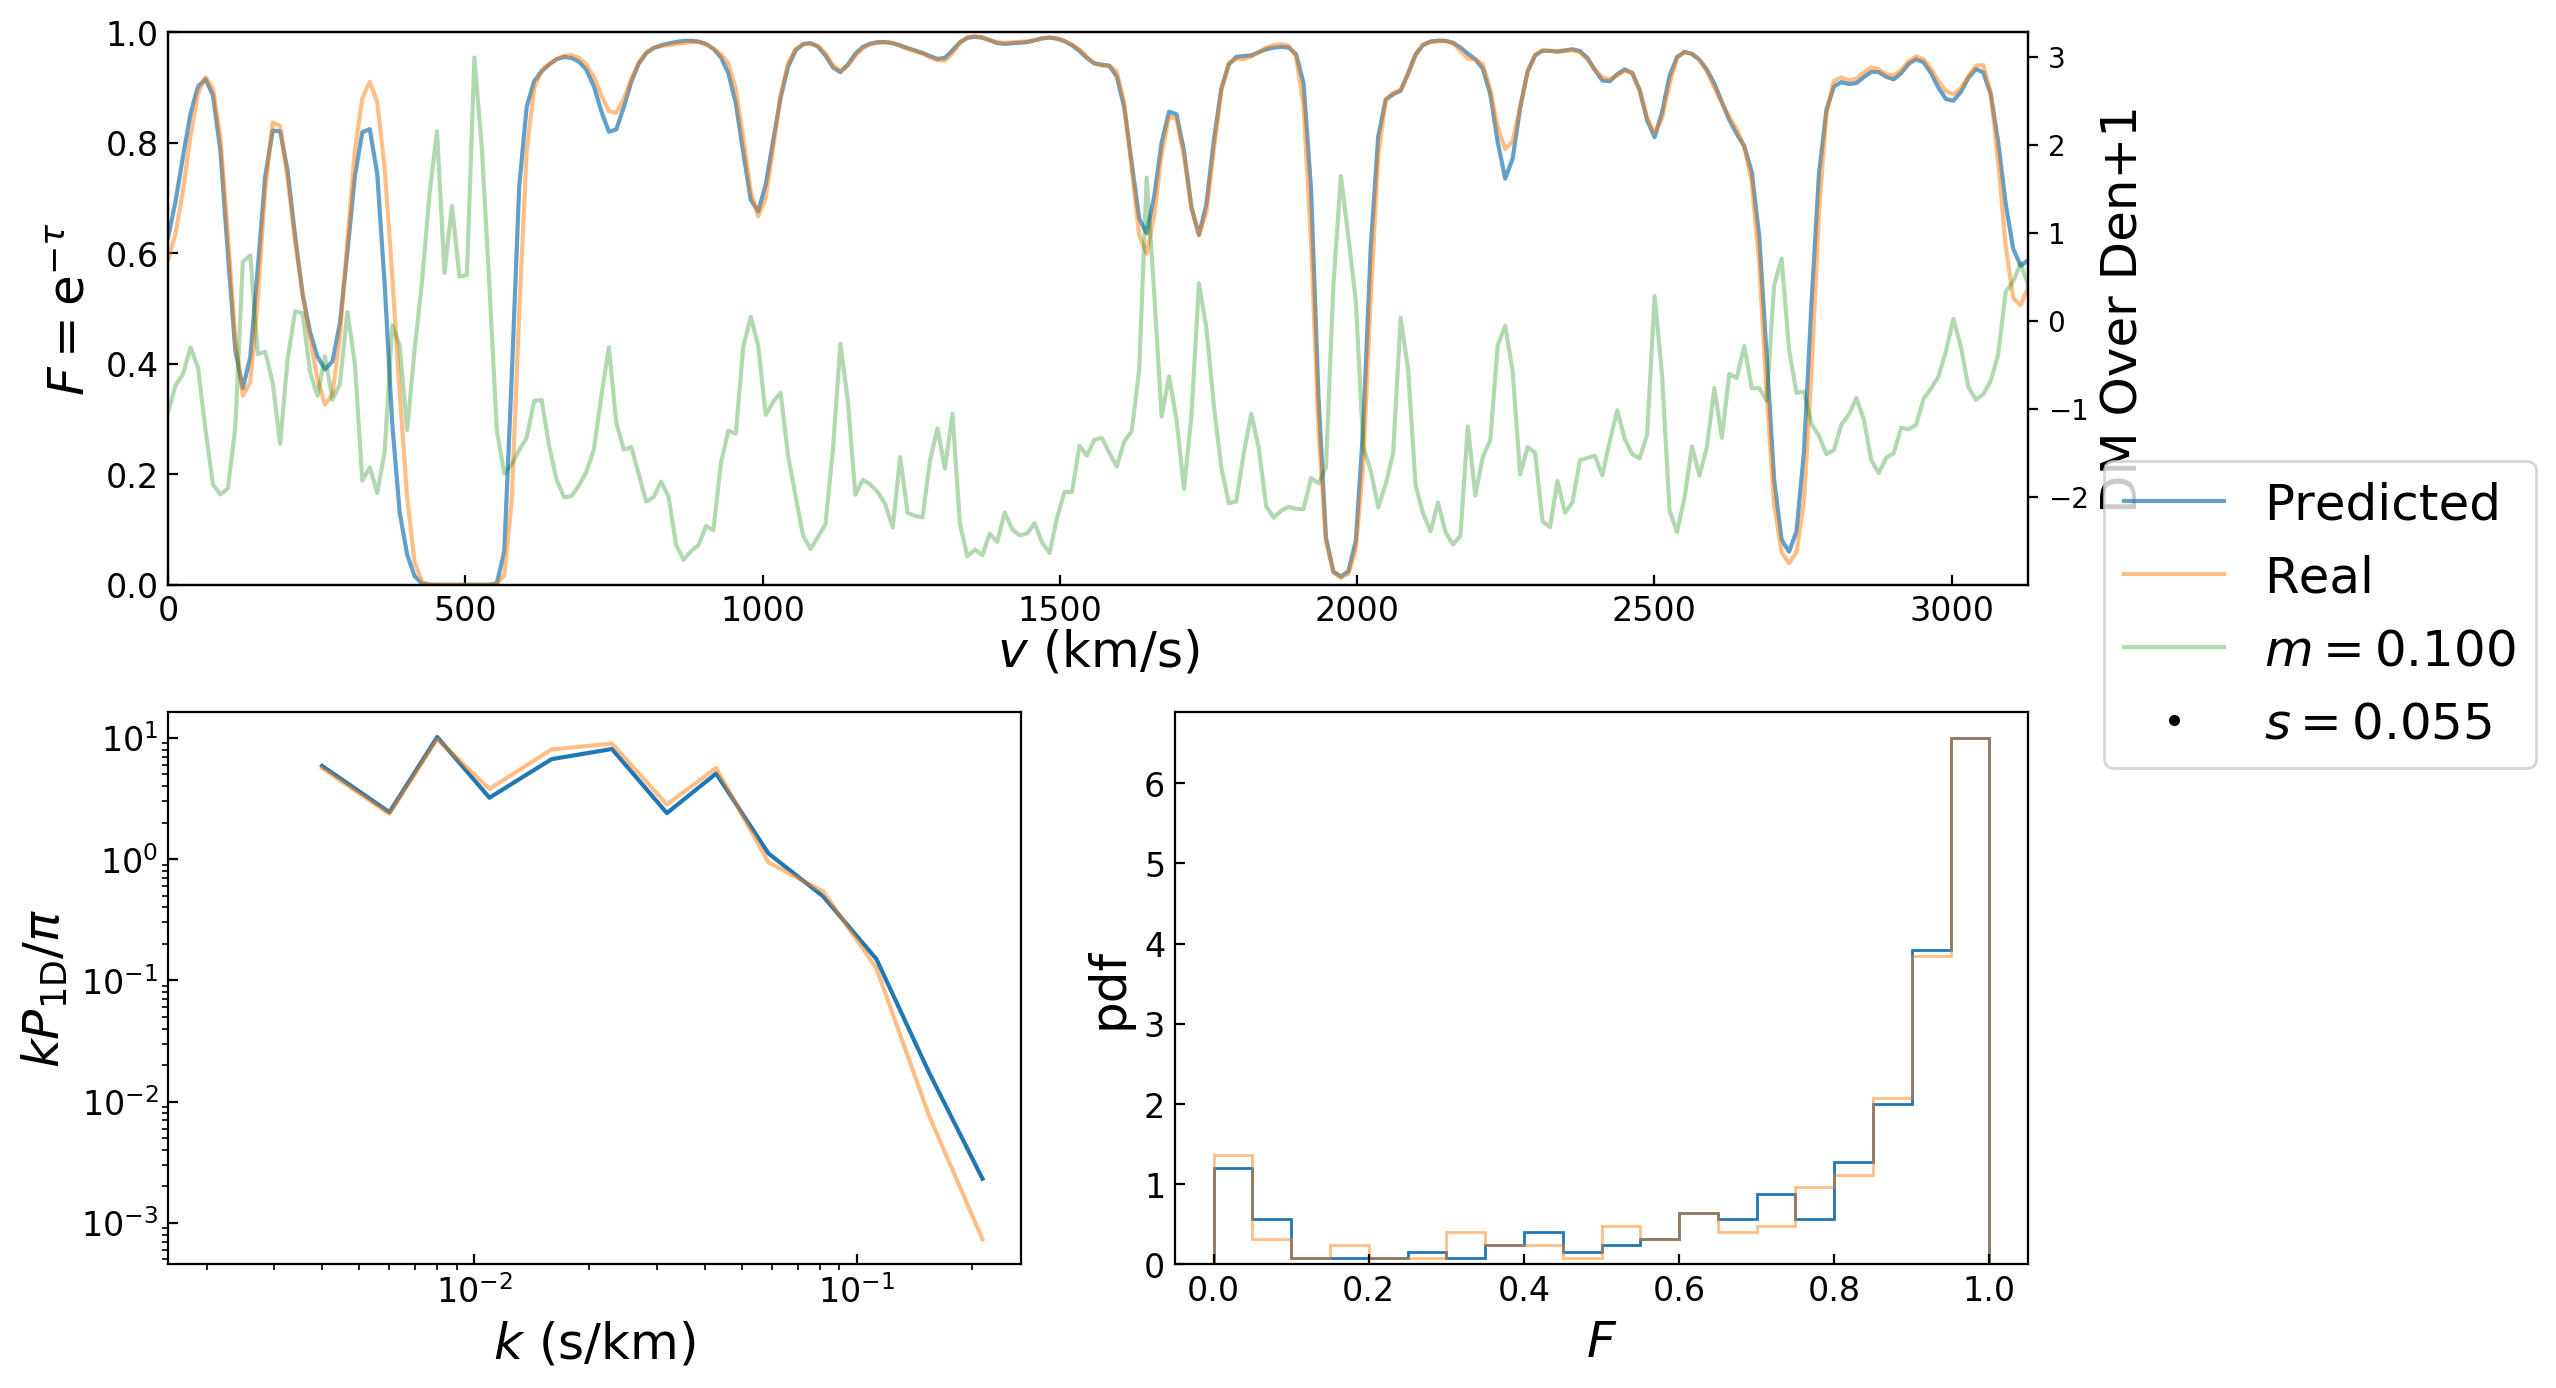 1.0
0.8
0.6
0.4
0.2
0.0
F = e^{−τ}
0 500 1000 1500 2000 2500 3000
v (km/s)
3
2
1
0
−1
−2
DM Over Den+1
Predicted
Real
m = 0.100
s = 0.055
10^1
10^0
10^{−1}
10^{−2}
10^{−3}
kP_{1D}/π
10^{−2} 10^{−1}
k (s/km)
6
5
4
3
2
1
0
pdf
0.0 0.2 0.4 0.6 0.8 1.0
F